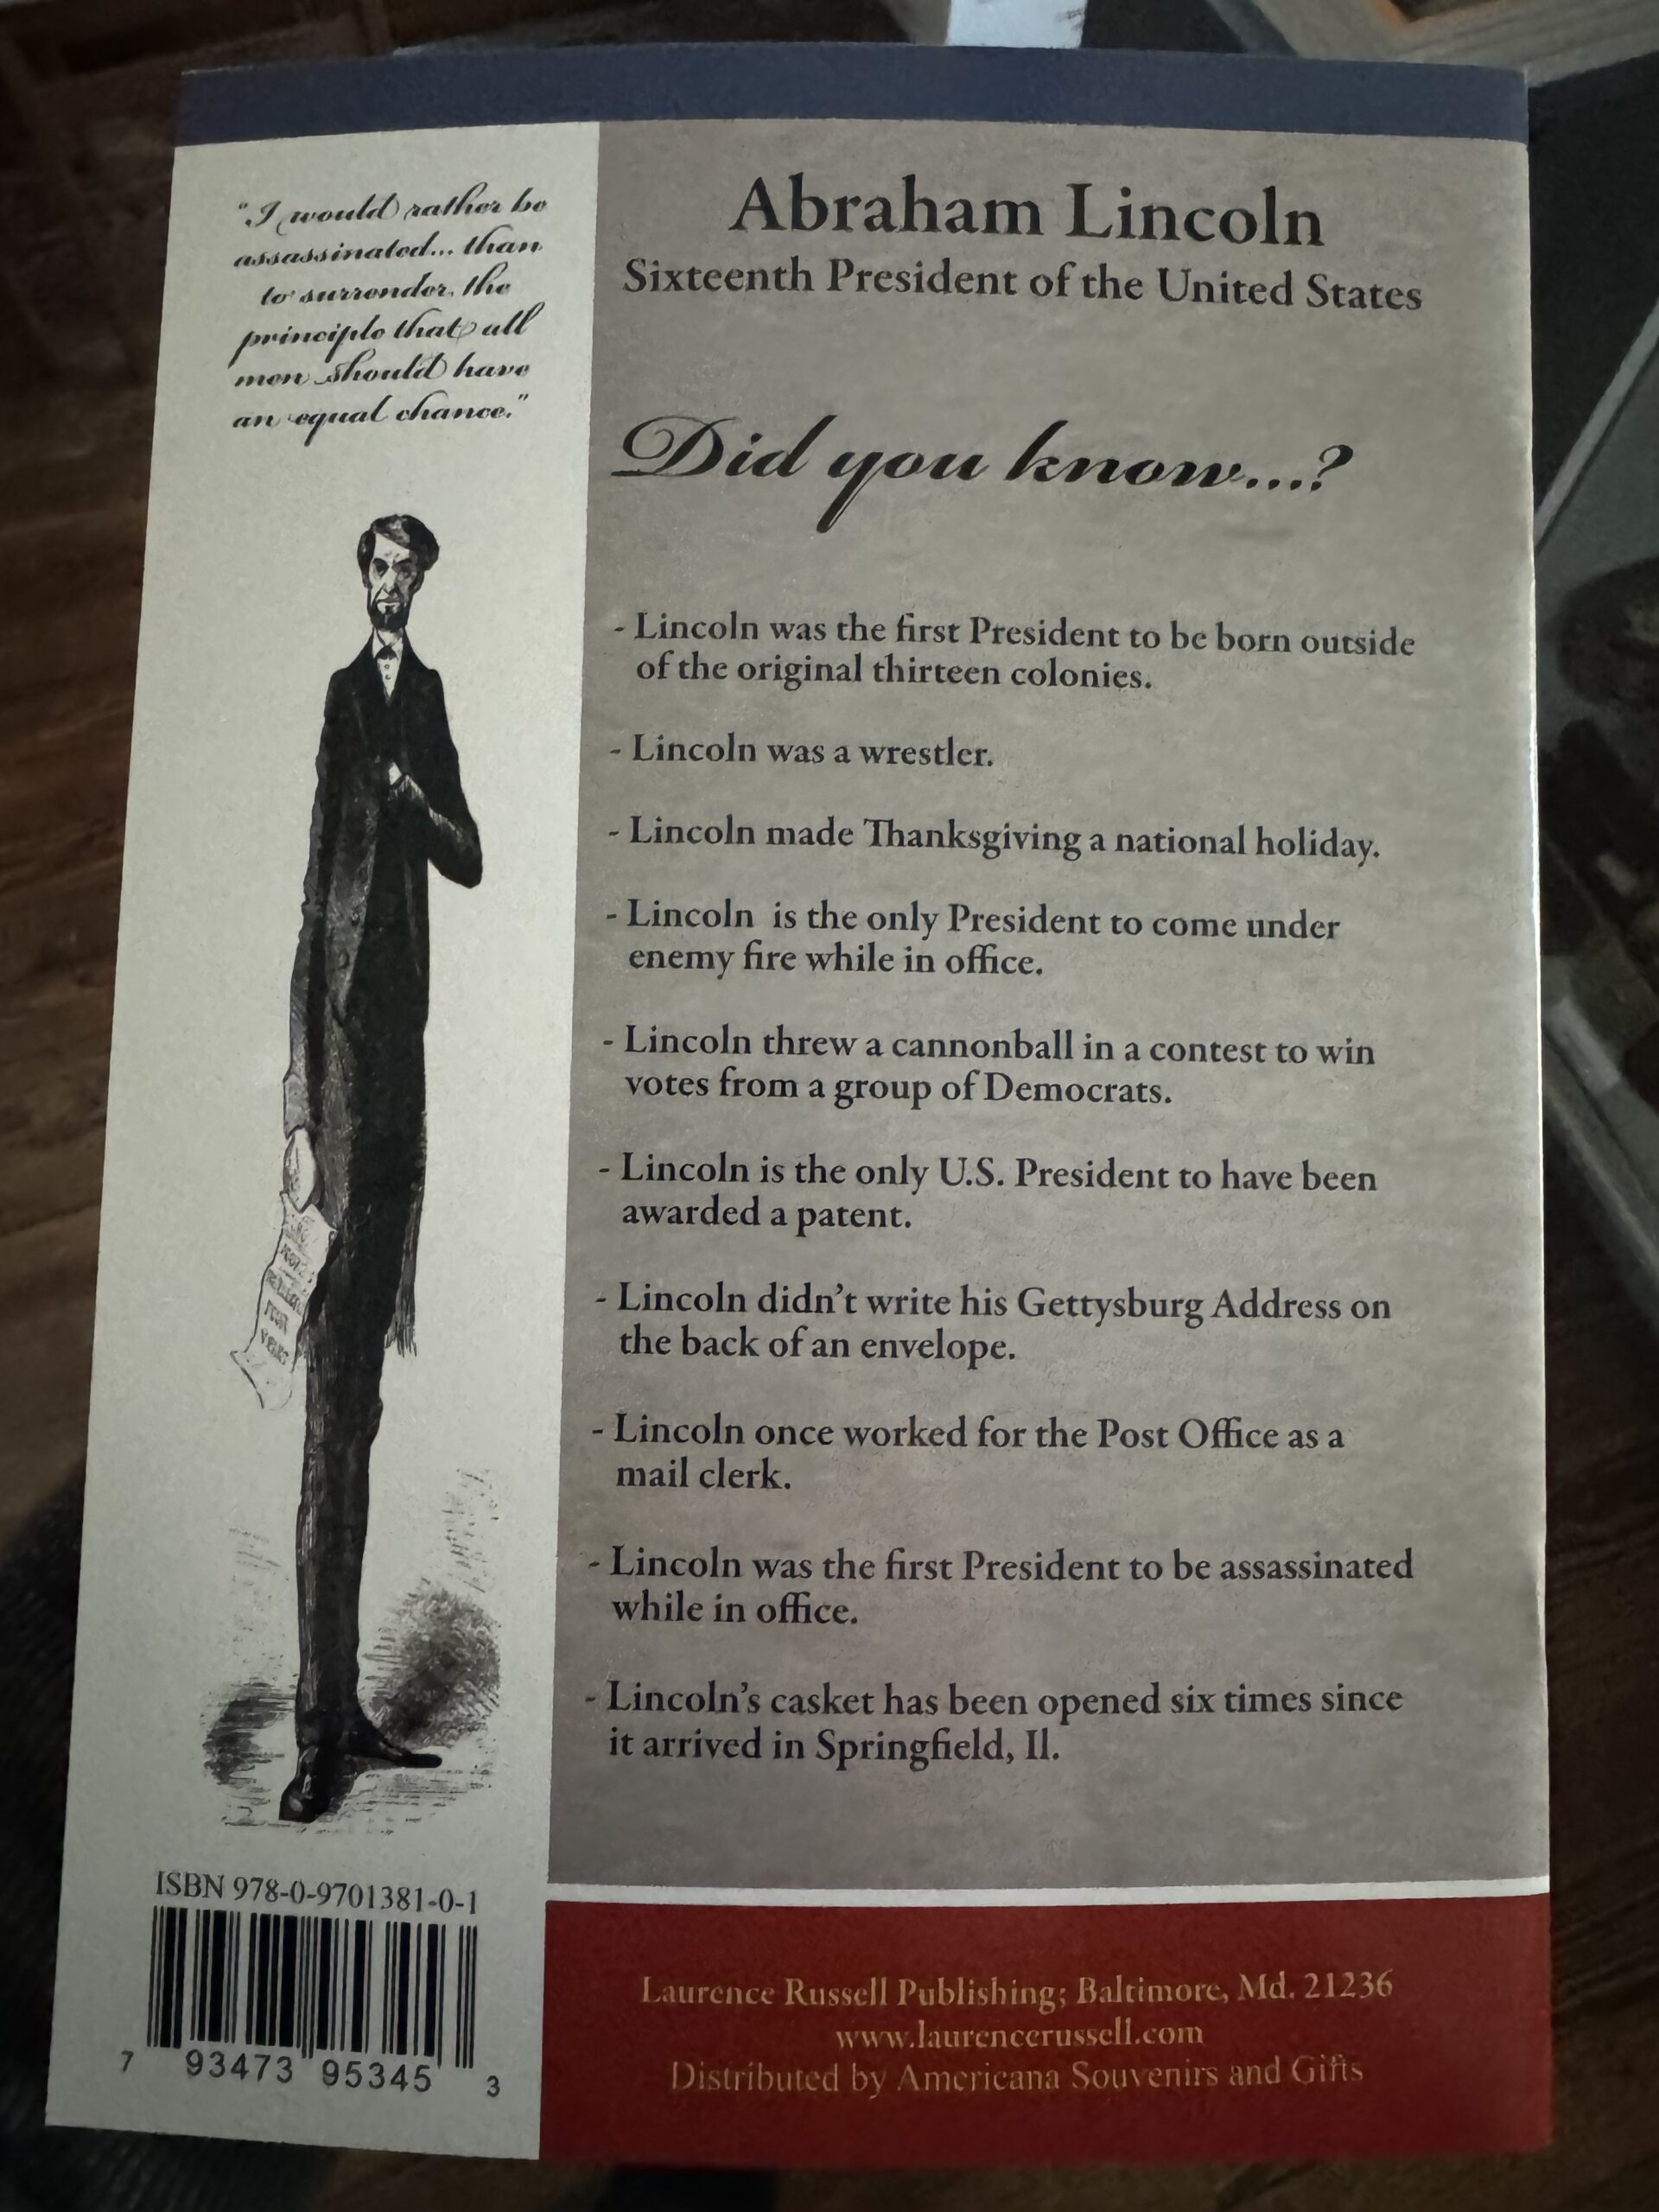 "I would rather be
assassinated... than
to surrender the
principle that all
men should have
an equal chance."
Abraham Lincoln
Sixteenth President of the United States
Did you know...?
- Lincoln was the first President to be born outside
of the original thirteen colonies.
- Lincoln was a wrestler.
- Lincoln made Thanksgiving a national holiday.
- Lincoln is the only President to come under
enemy fire while in office.
- Lincoln threw a cannonball in a contest to win
votes from a group of Democrats.
- Lincoln is the only U.S. President to have been
awarded a patent.
- Lincoln didn't write his Gettysburg Address on
the back of an envelope.
- Lincoln once worked for the Post Office as a
mail clerk.
- Lincoln was the first President to be assassinated
while in office.
- Lincoln's casket has been opened six times since
it arrived in Springfield, Il.
YEARS
ISBN 978-0-9701381-0-1
7 93473 95345 3
Laurence Russell Publishing; Baltimore, Md. 21236
www.laurencerussell.com
Distributed by Americana Souvenirs and Gifts